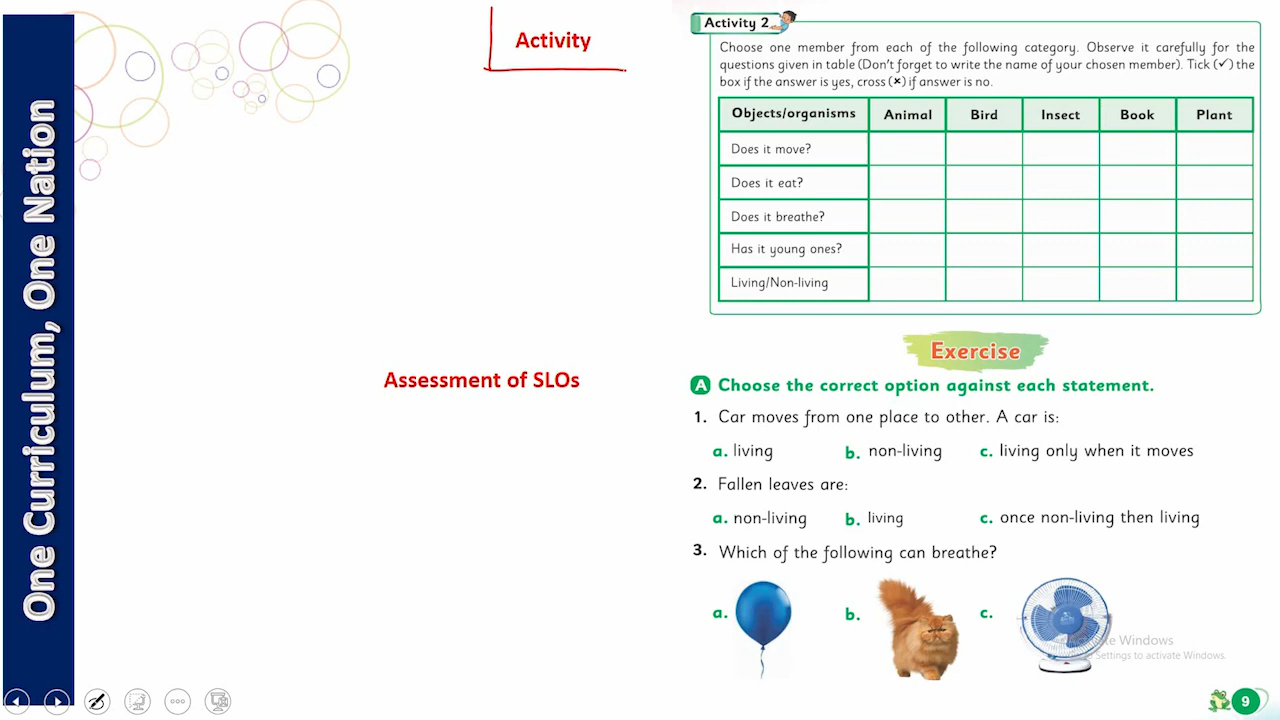 One Curriculum, One Nation
Activity
Assessment of SLOs
Activity 2
Choose one member from each of the following category. Observe it carefully for the
questions given in table (Don't forget to write the name of your chosen member). Tick (✓) the
box if the answer is yes, cross (×) if answer is no.
Objects/organisms Animal Bird Insect Book Plant
Does it move?
Does it eat?
Does it breathe?
Has it young ones?
Living/Non-living
Exercise
A Choose the correct option against each statement.
1. Car moves from one place to other. A car is:
a. living b. non-living c. living only when it moves
2. Fallen leaves are:
a. non-living b. living c. once non-living then living
3. Which of the following can breathe?
a. b. c.
Windows
Settings to activate Windows.
9